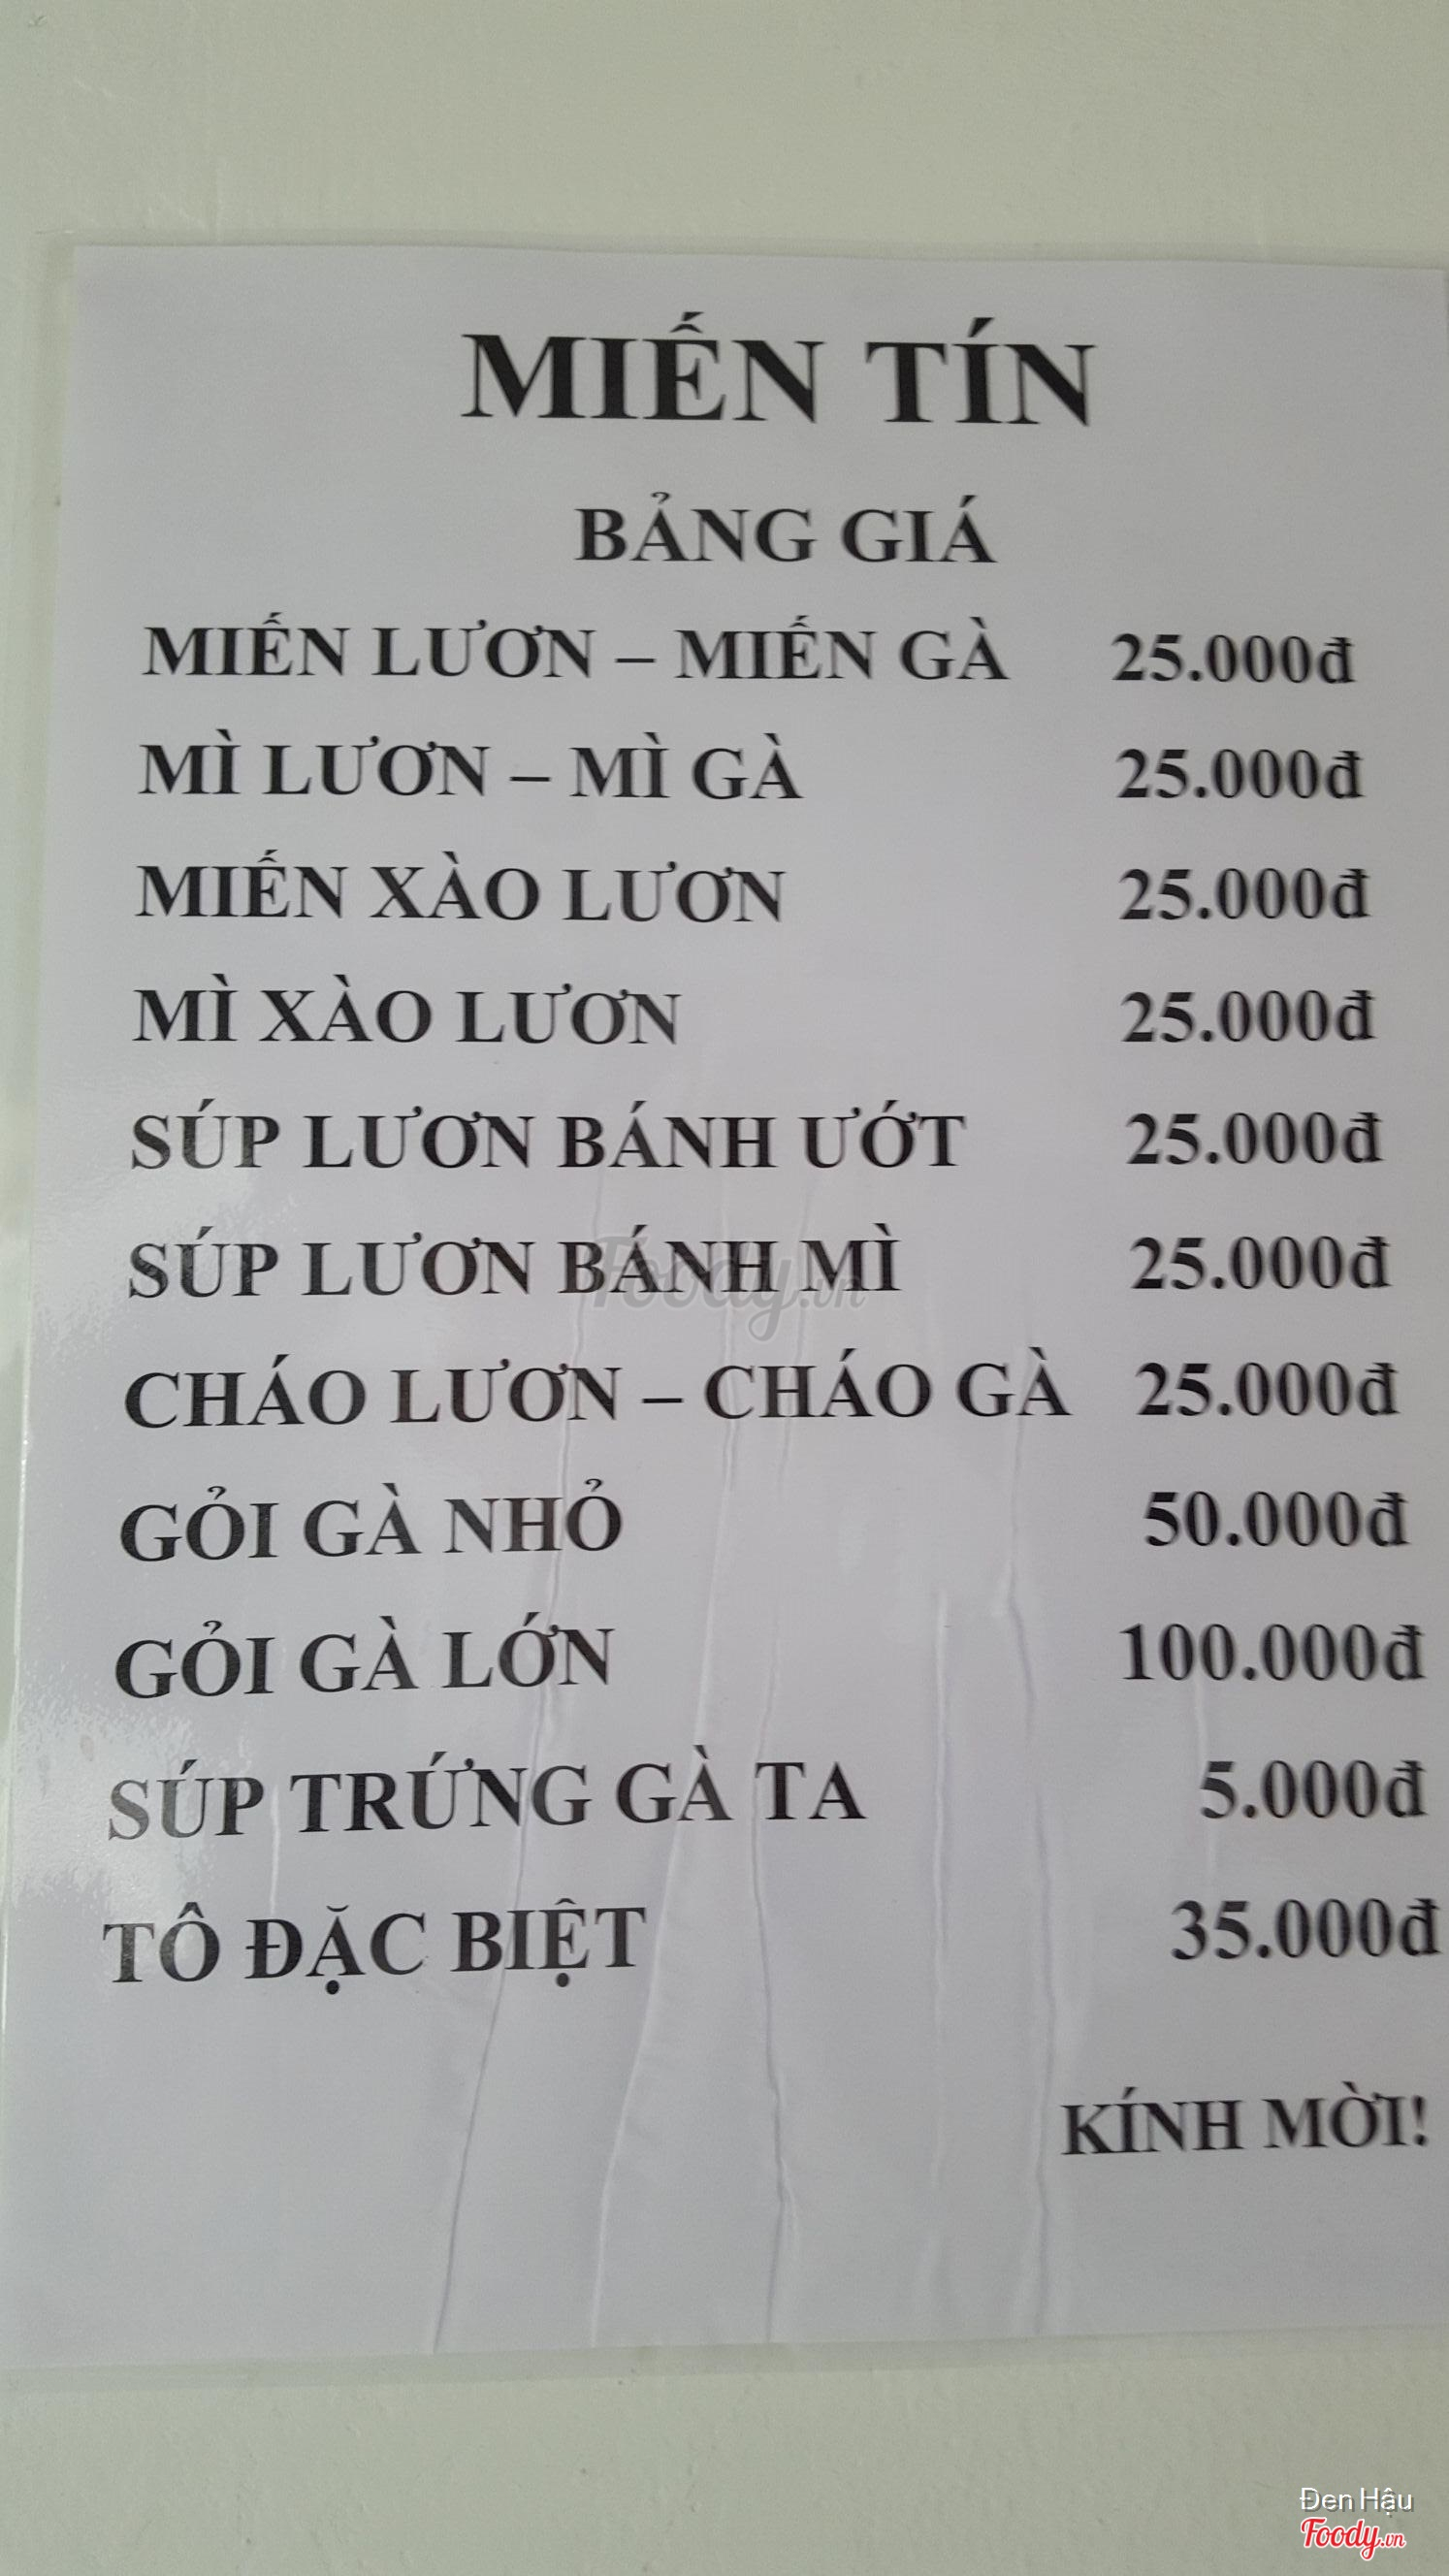 MIẾN TÍN
BẢNG GIÁ
MIẾN LƯƠN – MIẾN GÀ 25.000đ
MÌ LƯƠN – MÌ GÀ 25.000đ
MIẾN XÀO LƯƠN 25.000đ
MÌ XÀO LƯƠN 25.000đ
SÚP LƯƠN BÁNH ƯỚT 25.000đ
SÚP LƯƠN BÁNH MÌ 25.000đ
Foody.vn
CHÁO LƯƠN – CHÁO GÀ 25.000đ
GỎI GÀ NHỎ 50.000đ
GỎI GÀ LỚN 100.000đ
SÚP TRỨNG GÀ TA 5.000đ
TÔ ĐẶC BIỆT 35.000đ
KÍNH MỜI!
Đen Hậu
Foody.vn